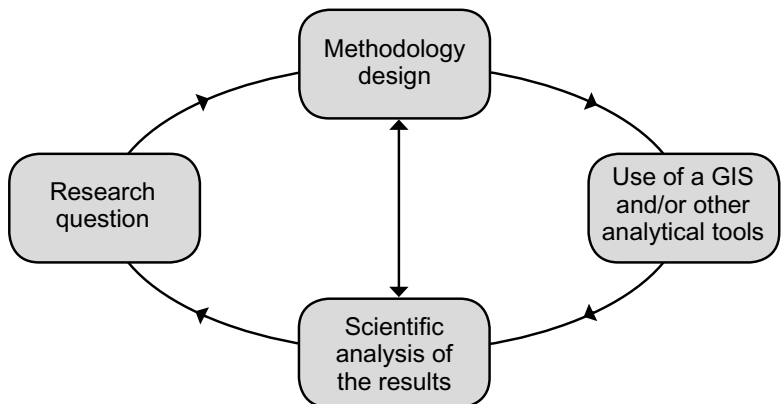 Methodology
design
Research
question
Use of a GIS
and/or other
analytical tools
Scientific
analysis of
the results